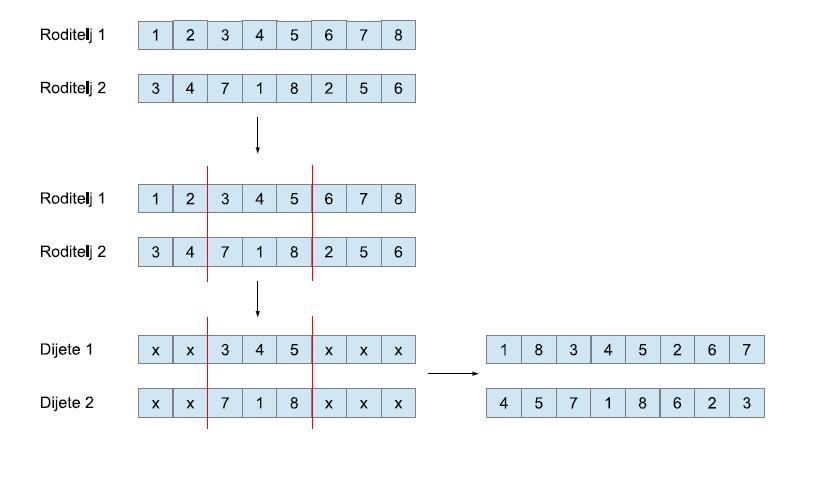 Roditelj 1 1 2 3 4 5 6 7 8
Roditelj 2 3 4 7 1 8 2 5 6
Roditelj 1 1 2 3 4 5 6 7 8
Roditelj 2 3 4 7 1 8 2 5 6
Dijete 1 x x 3 4 5 x x x 1 8 3 4 5 2 6 7
Dijete 2 x x 7 1 8 x x x 4 5 7 1 8 6 2 3